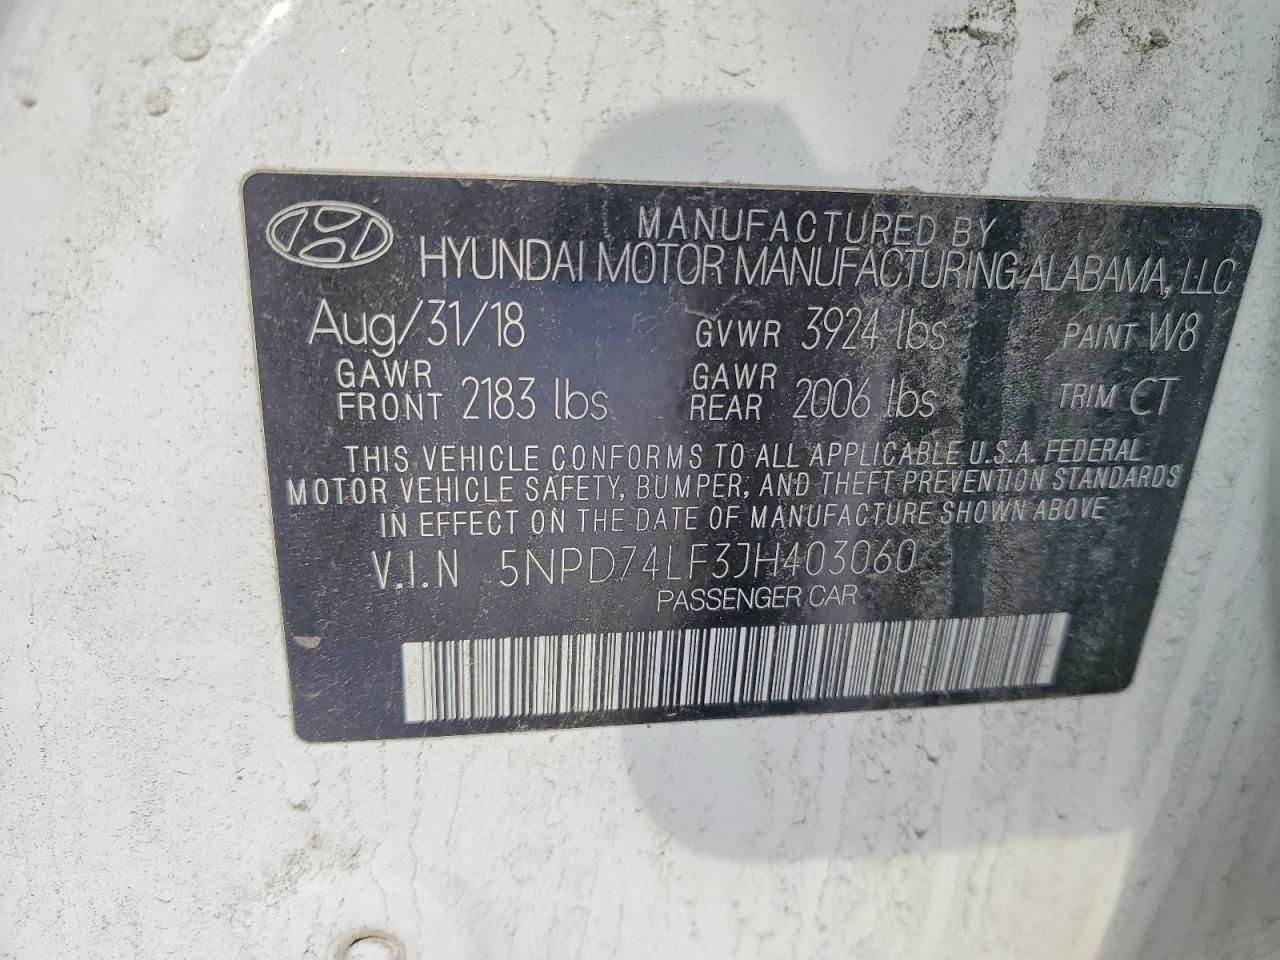 MANUFACTURED BY
HYUNDAI MOTOR MANUFACTURING ALABAMA, LLC
Aug/31/18 GVWR 3924 lbs PAINT W8
GAWR FRONT 2183 lbs GAWR REAR 2006 lbs TRIM CT
THIS VEHICLE CONFORMS TO ALL APPLICABLE U.S.A. FEDERAL
MOTOR VEHICLE SAFETY, BUMPER, AND THEFT PREVENTION STANDARDS
IN EFFECT ON THE DATE OF MANUFACTURE SHOWN ABOVE
V.I.N 5NPD74LF3JH403060
PASSENGER CAR